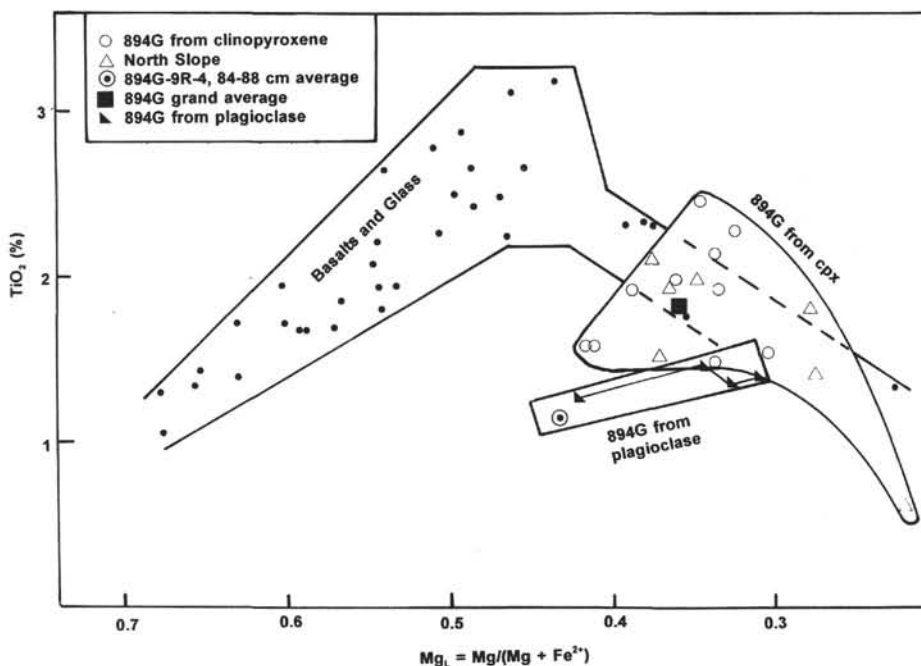 894G from clinopyroxene
North Slope
894G-9R-4, 84-88 cm average
894G grand average
894G from plagioclase
3
2
1
TiO₂ (%)
Basalts and Glass
894G from cpx
894G from
plagioclase
0.7 0.6 0.5 0.4 0.3
Mg_L = Mg/(Mg + Fe²⁺)